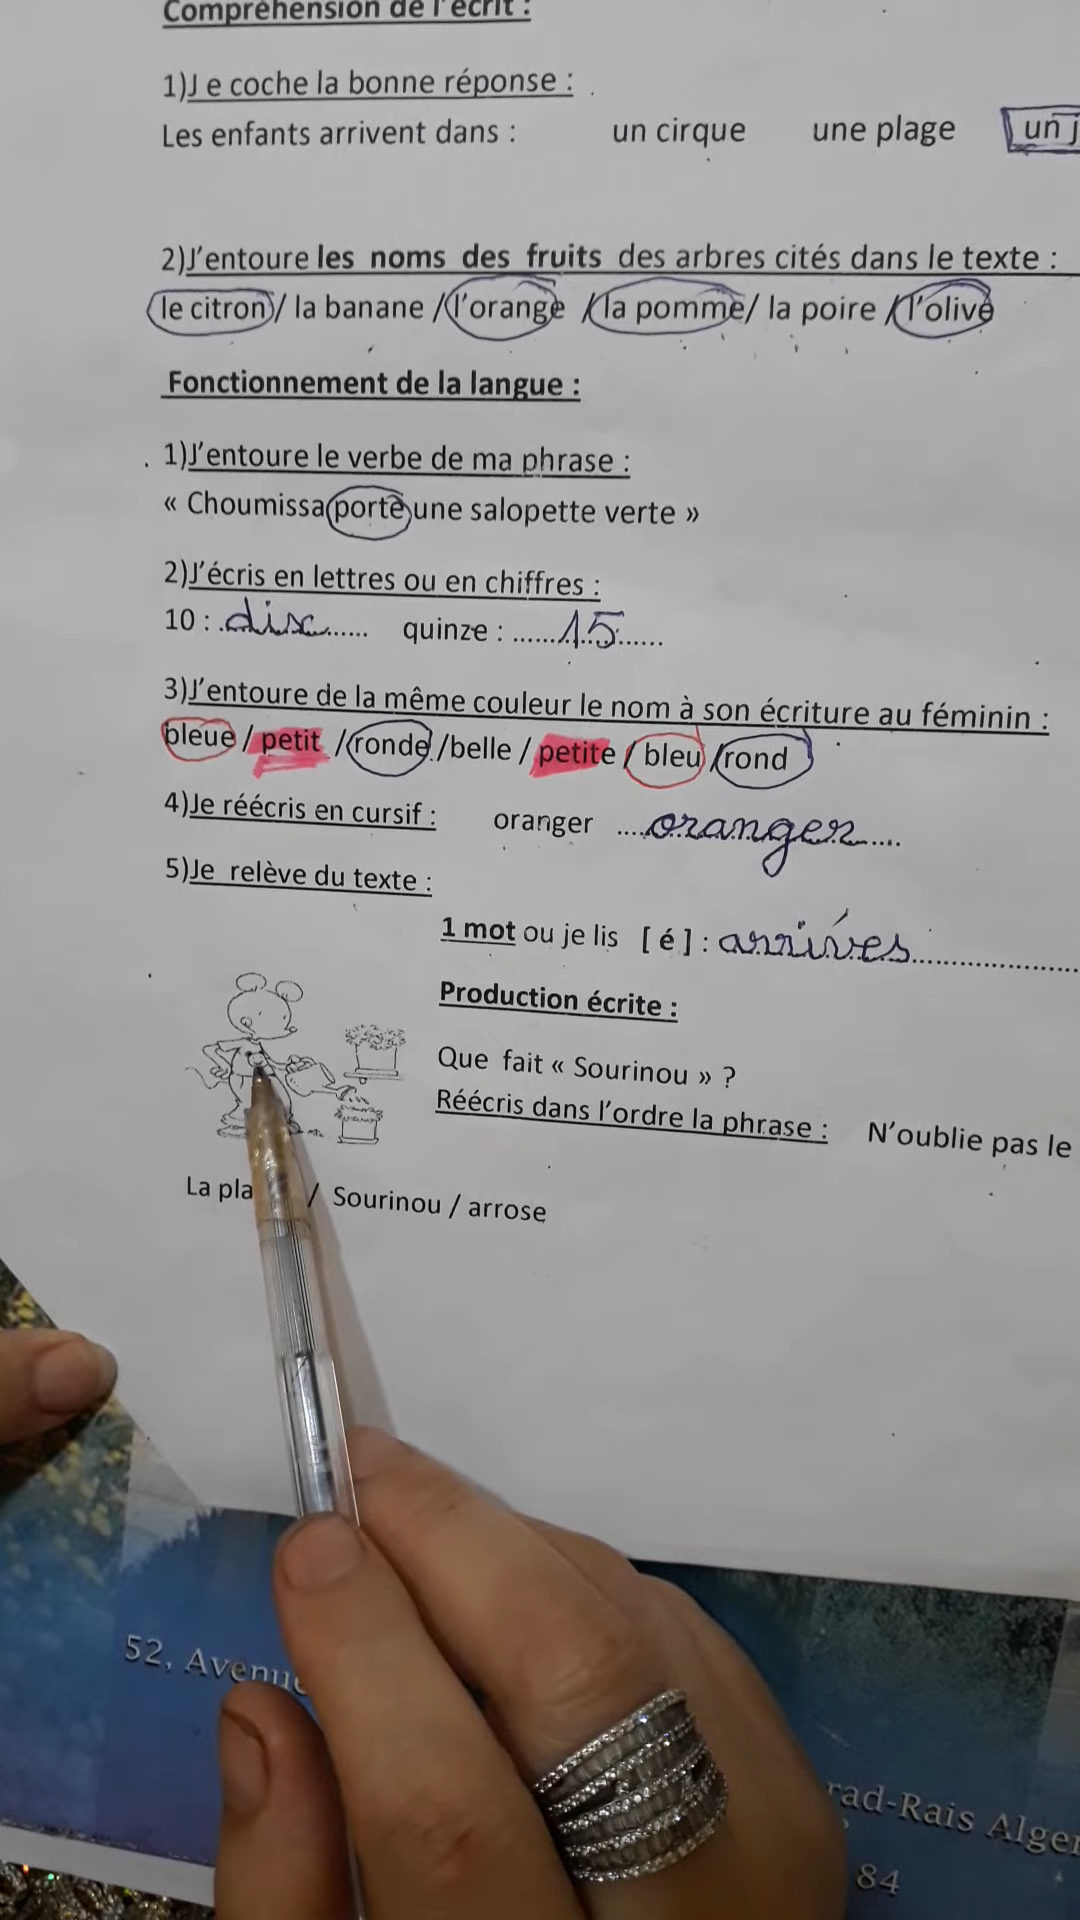 Compréhension de l'écrit :
1)J e coche la bonne réponse :
Les enfants arrivent dans : un cirque une plage un j
2)J'entoure les noms des fruits des arbres cités dans le texte :
le citron / la banane / l'orange / la pomme / la poire / l'olive
Fonctionnement de la langue :
1)J'entoure le verbe de ma phrase :
« Choumissa porte une salopette verte »
2)J'écris en lettres ou en chiffres :
10 : ..dix...... quinze : ......15......
3)J'entoure de la même couleur le nom à son écriture au féminin :
bleue / petit / ronde /belle / petite / bleu /rond
4)Je réécris en cursif : oranger ....oranger....
5)Je relève du texte :
1 mot ou je lis [ é ] : arrivés....................
Production écrite :
Que fait « Sourinou » ?
Réécris dans l'ordre la phrase : N'oublie pas le
La pla / Sourinou / arrose
52, Avenue
rad-Rais Alger
84